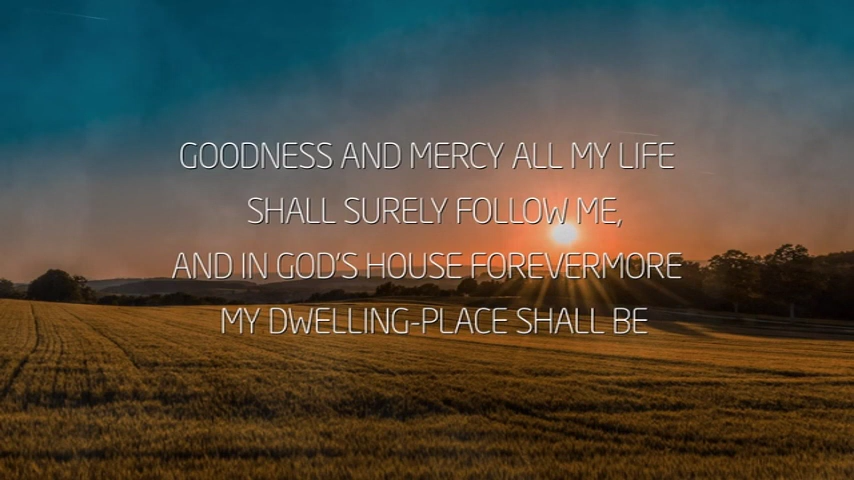 GOODNESS AND MERCY ALL MY LIFE
SHALL SURELY FOLLOW ME,
AND IN GOD'S HOUSE FOREVERMORE
MY DWELLING-PLACE SHALL BE